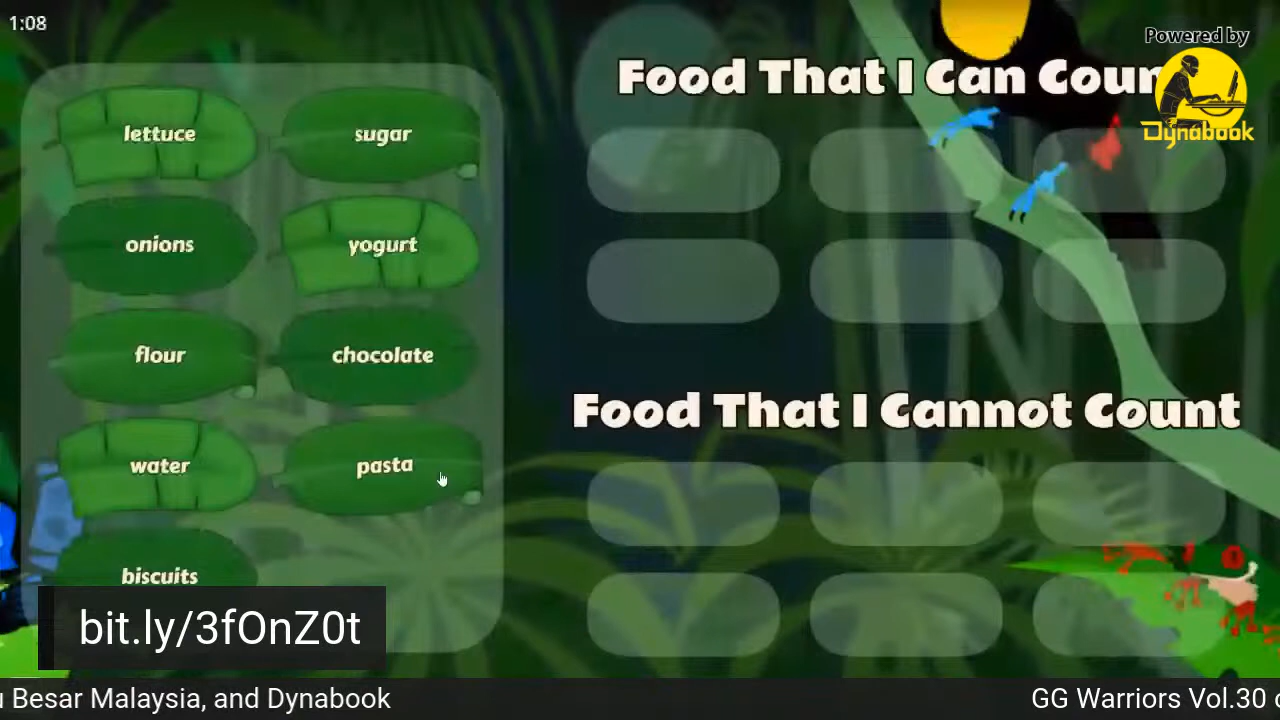 1:08
Powered by
Dynabook
Food That I Can Coun
lettuce
sugar
onions
yogurt
flour
chocolate
water
pasta
biscuits
Food That I Cannot Count
bit.ly/3fOnZ0t
Besar Malaysia, and Dynabook
GG Warriors Vol.30